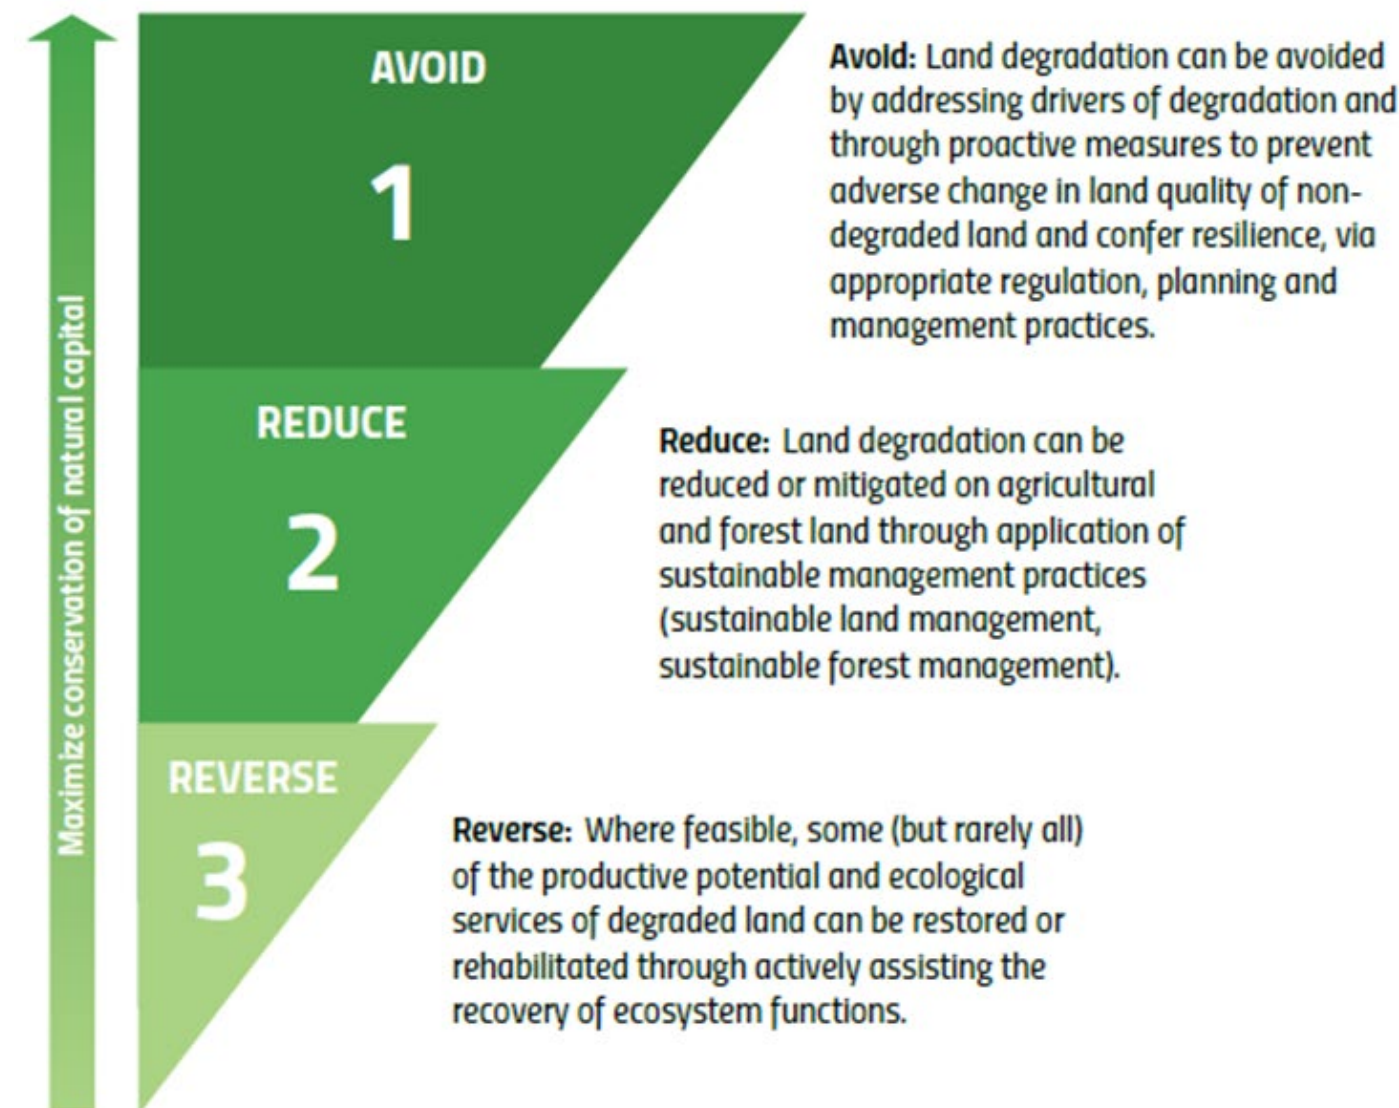 Maximize conservation of natural capital
AVOID
1
Avoid: Land degradation can be avoided
by addressing drivers of degradation and
through proactive measures to prevent
adverse change in land quality of non-
degraded land and confer resilience, via
appropriate regulation, planning and
management practices.
REDUCE
2
Reduce: Land degradation can be
reduced or mitigated on agricultural
and forest land through application of
sustainable management practices
(sustainable land management,
sustainable forest management).
REVERSE
3
Reverse: Where feasible, some (but rarely all)
of the productive potential and ecological
services of degraded land can be restored or
rehabilitated through actively assisting the
recovery of ecosystem functions.